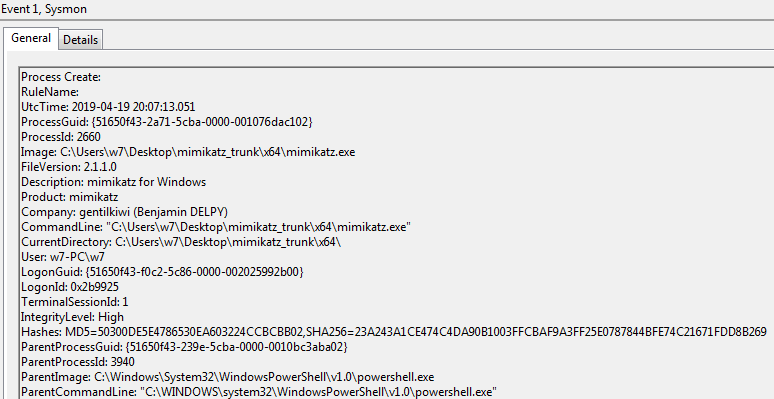 Event 1, Sysmon
General Details
Process Create:
RuleName:
UtcTime: 2019-04-19 20:07:13.051
ProcessGuid: {51650f43-2a71-5cba-0000-001076dac102}
ProcessId: 2660
Image: C:\Users\w7\Desktop\mimikatz_trunk\x64\mimikatz.exe
FileVersion: 2.1.1.0
Description: mimikatz for Windows
Product: mimikatz
Company: gentilkiwi (Benjamin DELPY)
CommandLine: "C:\Users\w7\Desktop\mimikatz_trunk\x64\mimikatz.exe"
CurrentDirectory: C:\Users\w7\Desktop\mimikatz_trunk\x64\
User: w7-PC\w7
LogonGuid: {51650f43-f0c2-5c86-0000-002025992b00}
LogonId: 0x2b9925
TerminalSessionId: 1
IntegrityLevel: High
Hashes: MD5=50300DE5E4786530EA603224CCBCBB02,SHA256=23A243A1CE474C4DA90B1003FFCBAF9A3FF25E0787844BFE74C21671FDD8B269
ParentProcessGuid: {51650f43-239e-5cba-0000-0010bc3aba02}
ParentProcessId: 3940
ParentImage: C:\Windows\System32\WindowsPowerShell\v1.0\powershell.exe
ParentCommandLine: "C:\WINDOWS\system32\WindowsPowerShell\v1.0\powershell.exe"